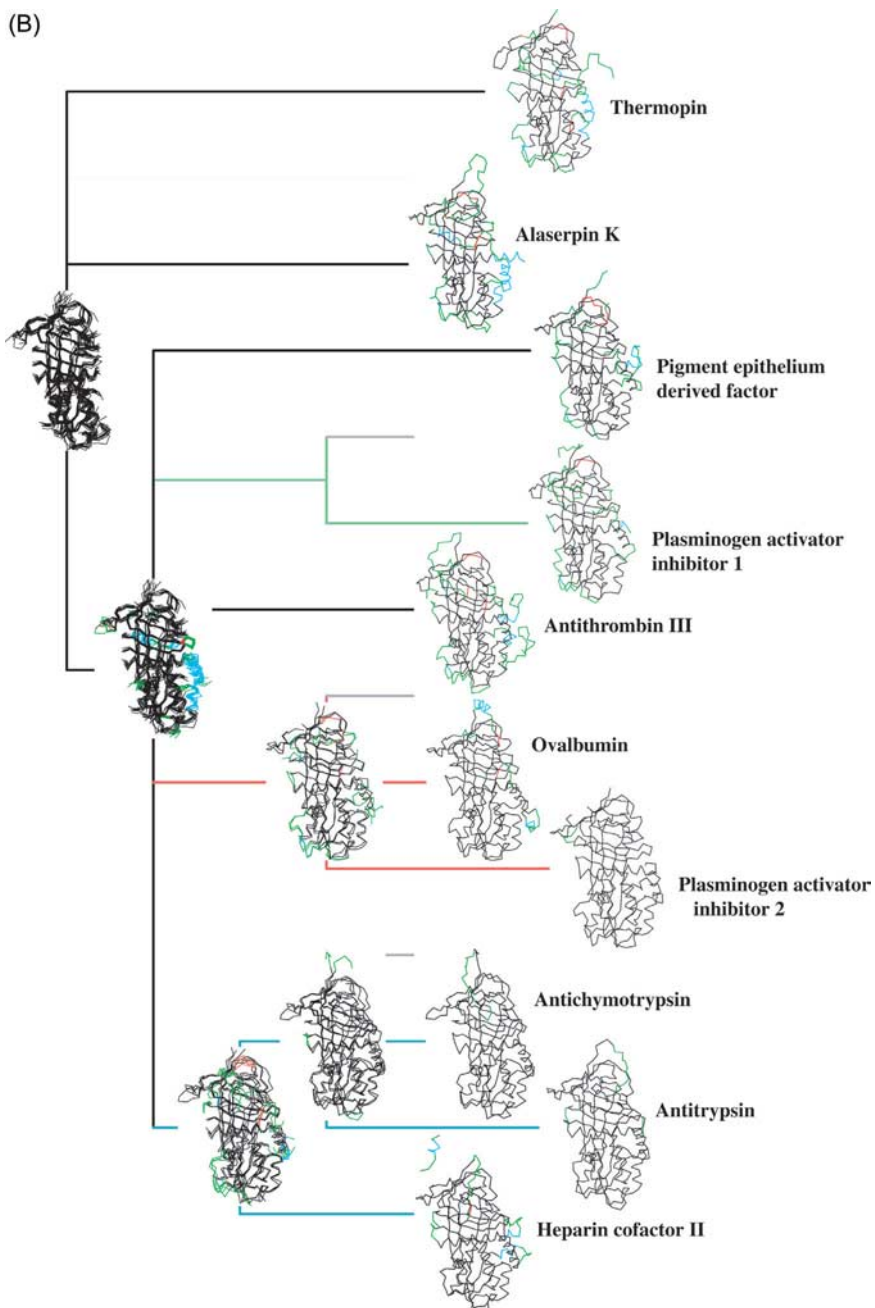 (B)
Thermopin
Alaserpin K
Pigment epithelium
derived factor
Plasminogen activator
inhibitor 1
Antithrombin III
Ovalbumin
Plasminogen activator
inhibitor 2
Antichymotrypsin
Antitrypsin
Heparin cofactor II